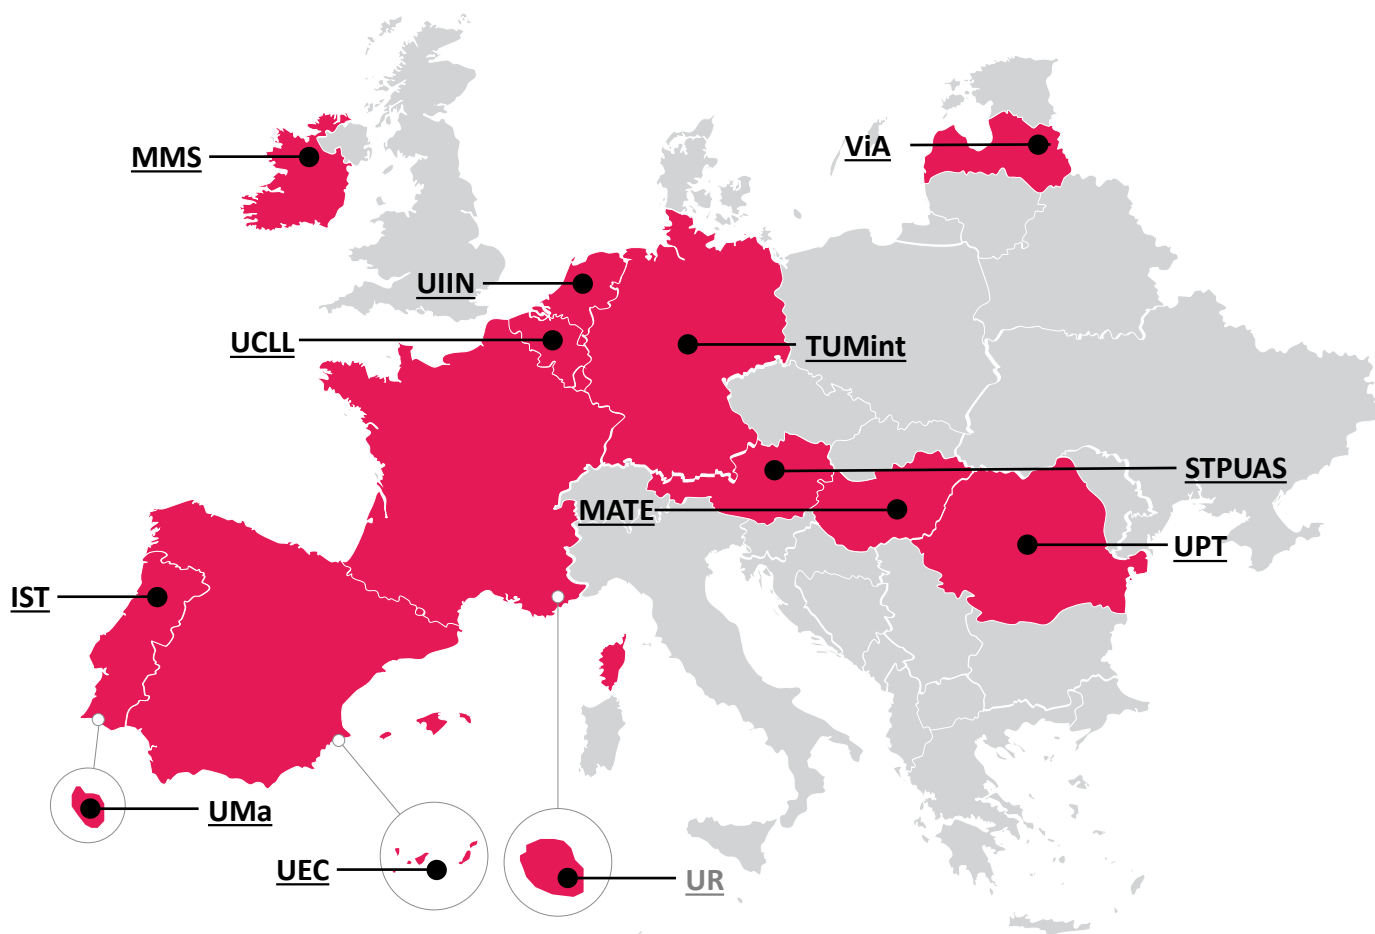 MMS
ViA
UIIN
UCLL
TUMint
STPUAS
MATE
UPT
IST
UMa
UEC
UR